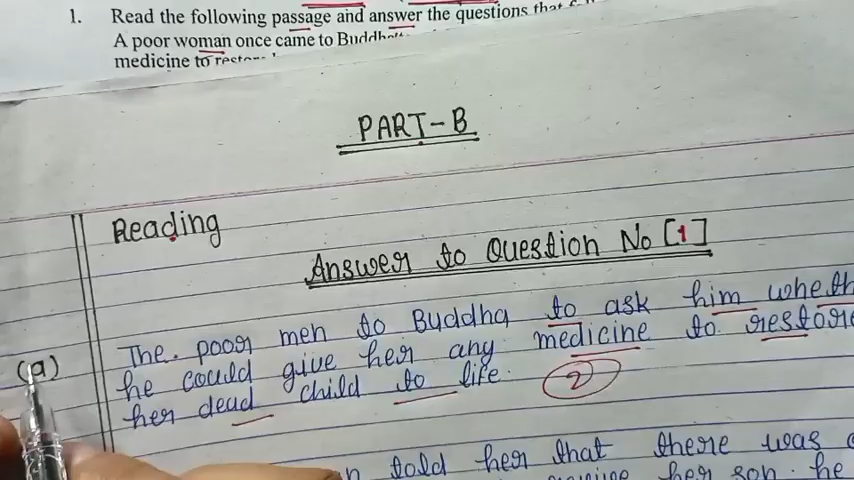 1. Read the following passage and answer the questions that
A poor woman once came to
medicine to
PART-B
Reading
Answer to Question No [1]
(a) The. poor men to Buddha to ask him
he could give her any medicine to restore
her dead child to life. 2
told her that there was
her son. he